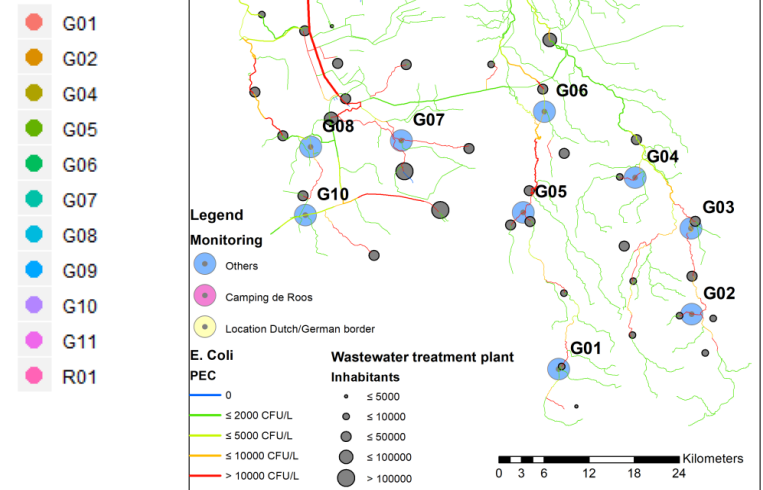 G01
G02
G04
G05
G06
G07
G08
G09
G10
G11
R01
G06
G08
G07
G04
G10
G05
G03
G02
G01
Legend
Monitoring
Others
Camping de Roos
Location Dutch/German border
E. Coli
PEC
0
≤ 2000 CFU/L
≤ 5000 CFU/L
≤ 10000 CFU/L
> 10000 CFU/L
Wastewater treatment plant
Inhabitants
≤ 5000
≤ 10000
≤ 50000
≤ 100000
> 100000
Kilometers
0 3 6 12 18 24